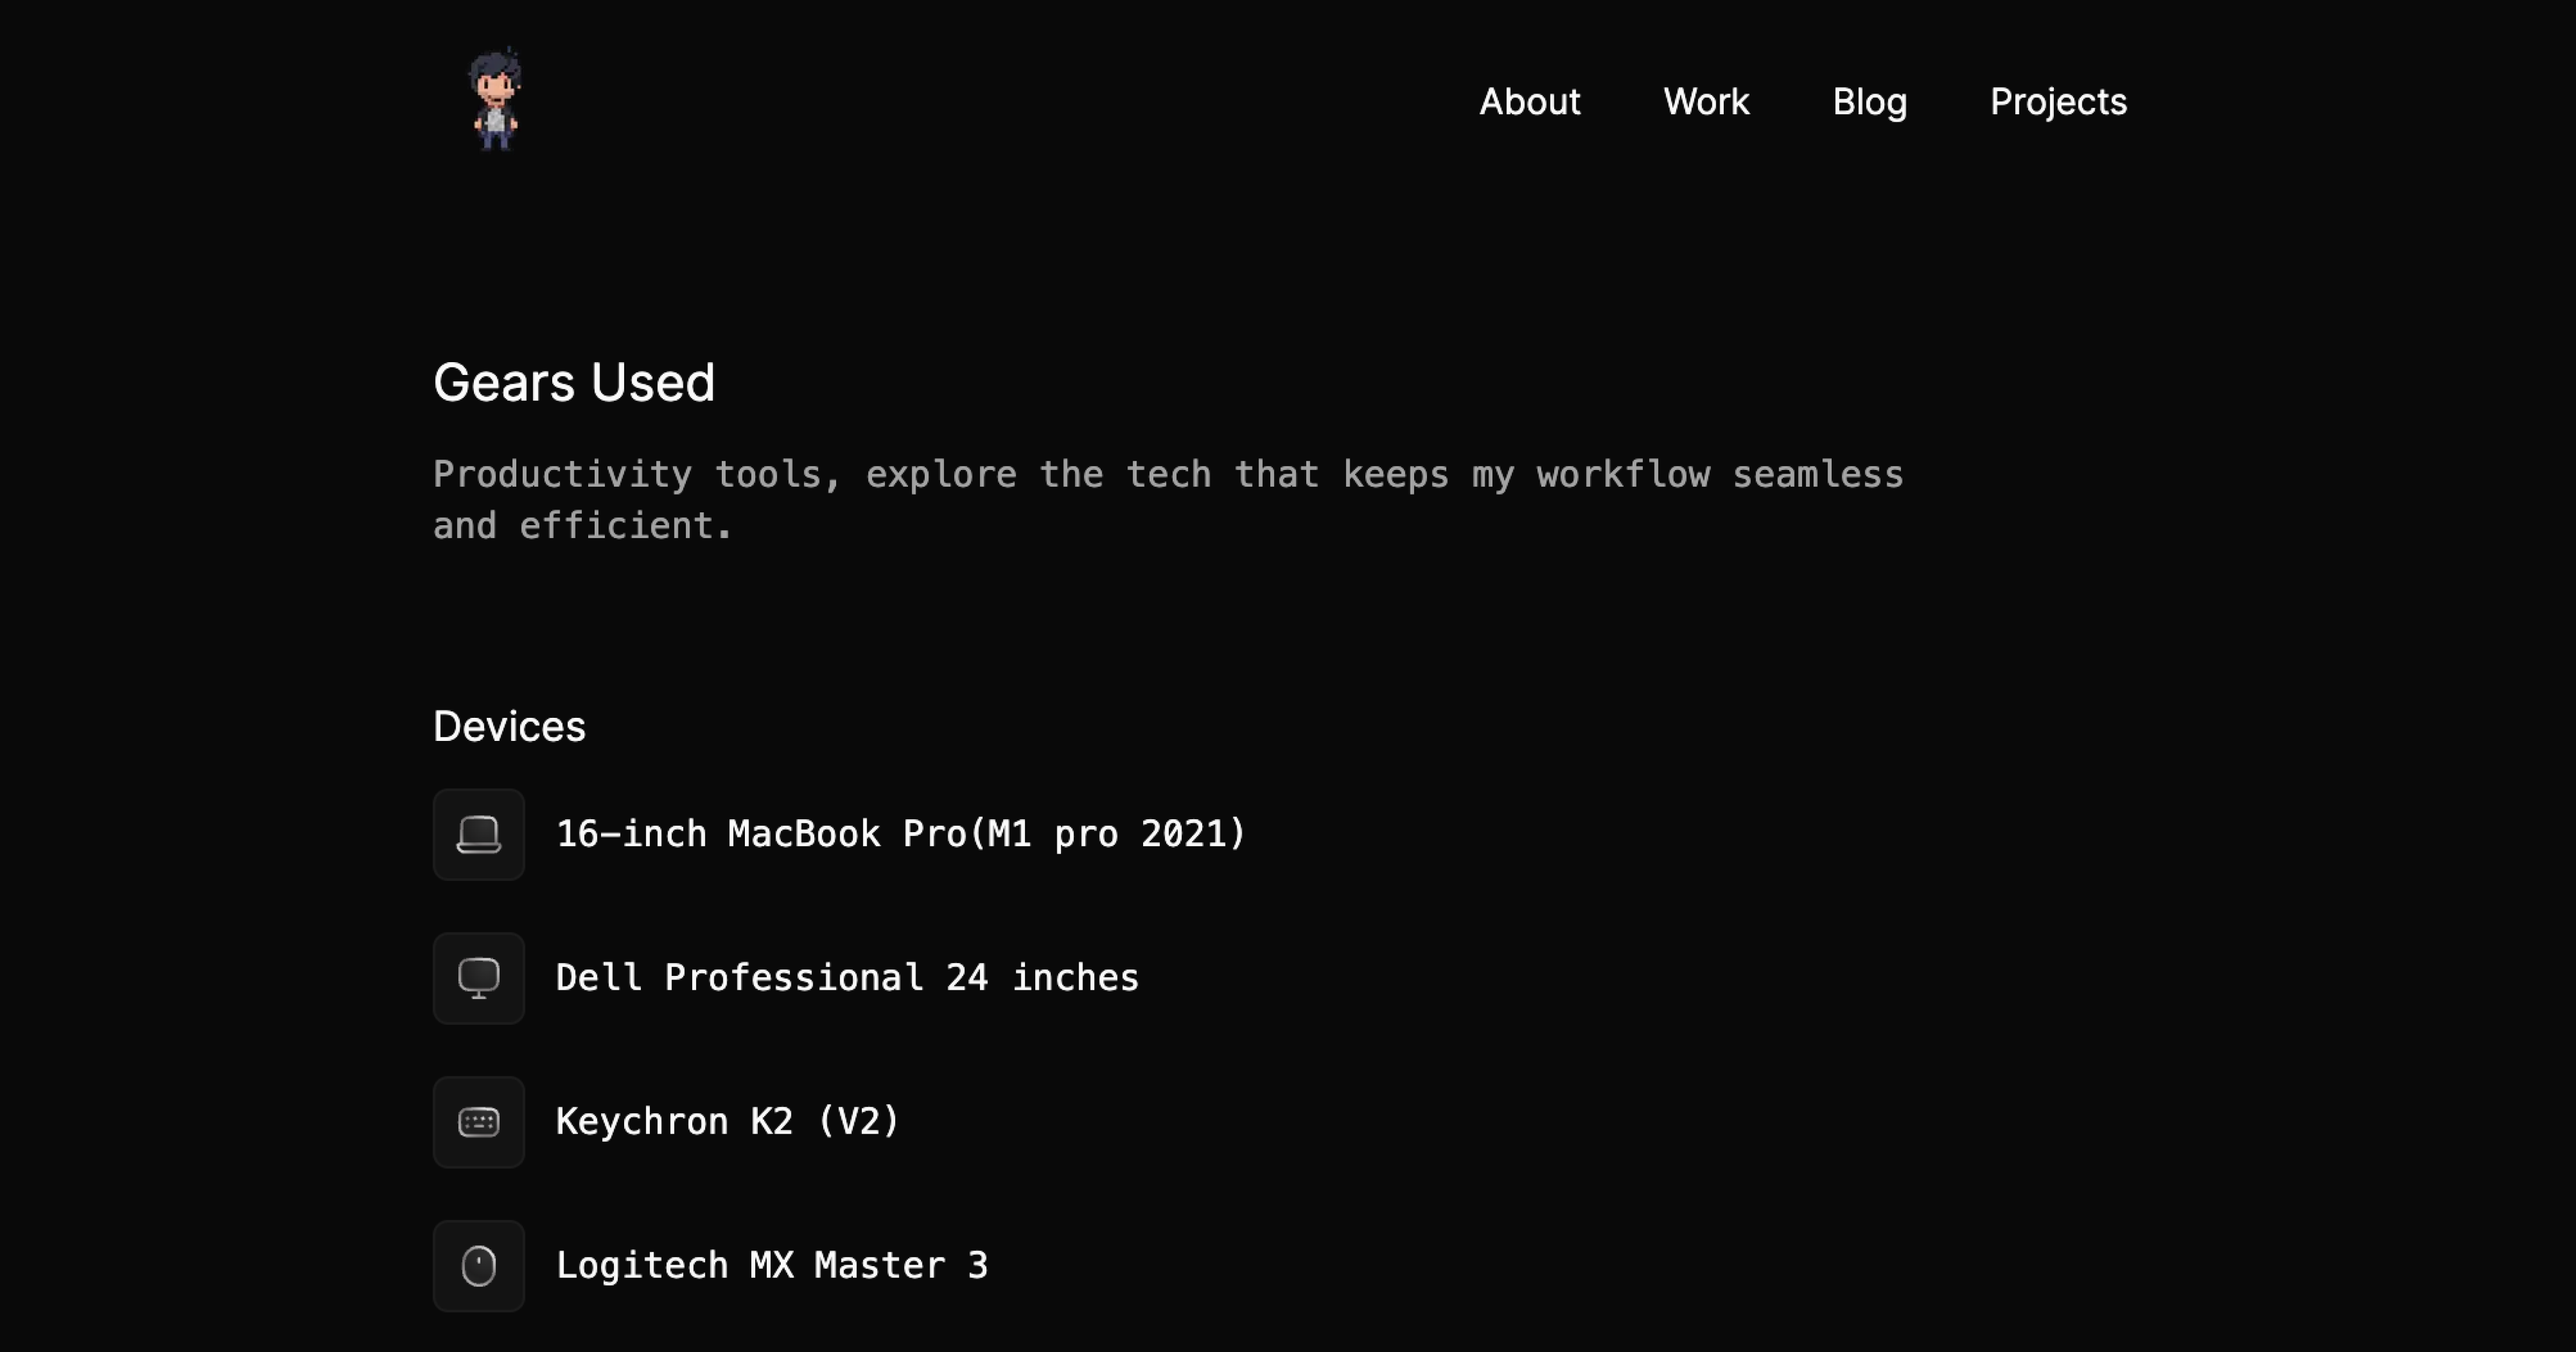 About Work Blog Projects
Gears Used
Productivity tools, explore the tech that keeps my workflow seamless
and efficient.
Devices
16-inch MacBook Pro(M1 pro 2021)
Dell Professional 24 inches
Keychron K2 (V2)
Logitech MX Master 3